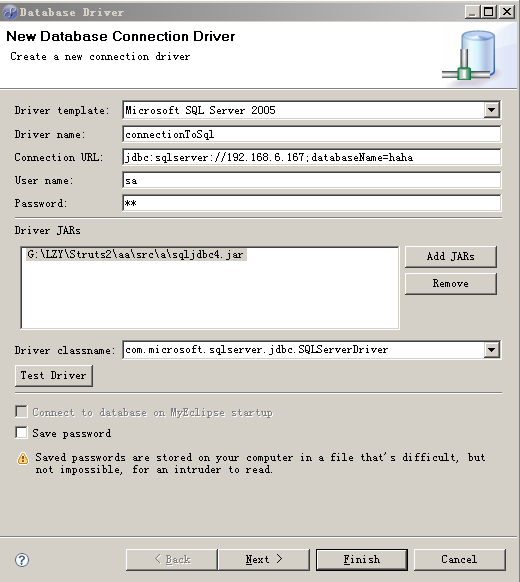 Database Driver
New Database Connection Driver
Create a new connection driver
Driver template: Microsoft SQL Server 2005
Driver name: connectionToSql
Connection URL: jdbc:sqlserver://192.168.6.167;databaseName=haha
User name: sa
Password: **
Driver JARs
G:\LZY\Struts2\aa\src\a\sqljdbc4.jar
Add JARs
Remove
Driver classname: com.microsoft.sqlserver.jdbc.SQLServerDriver
Test Driver
Connect to database on MyEclipse startup
Save password
Saved passwords are stored on your computer in a file that's difficult, but
not impossible, for an intruder to read.
? < Back Next > Finish Cancel